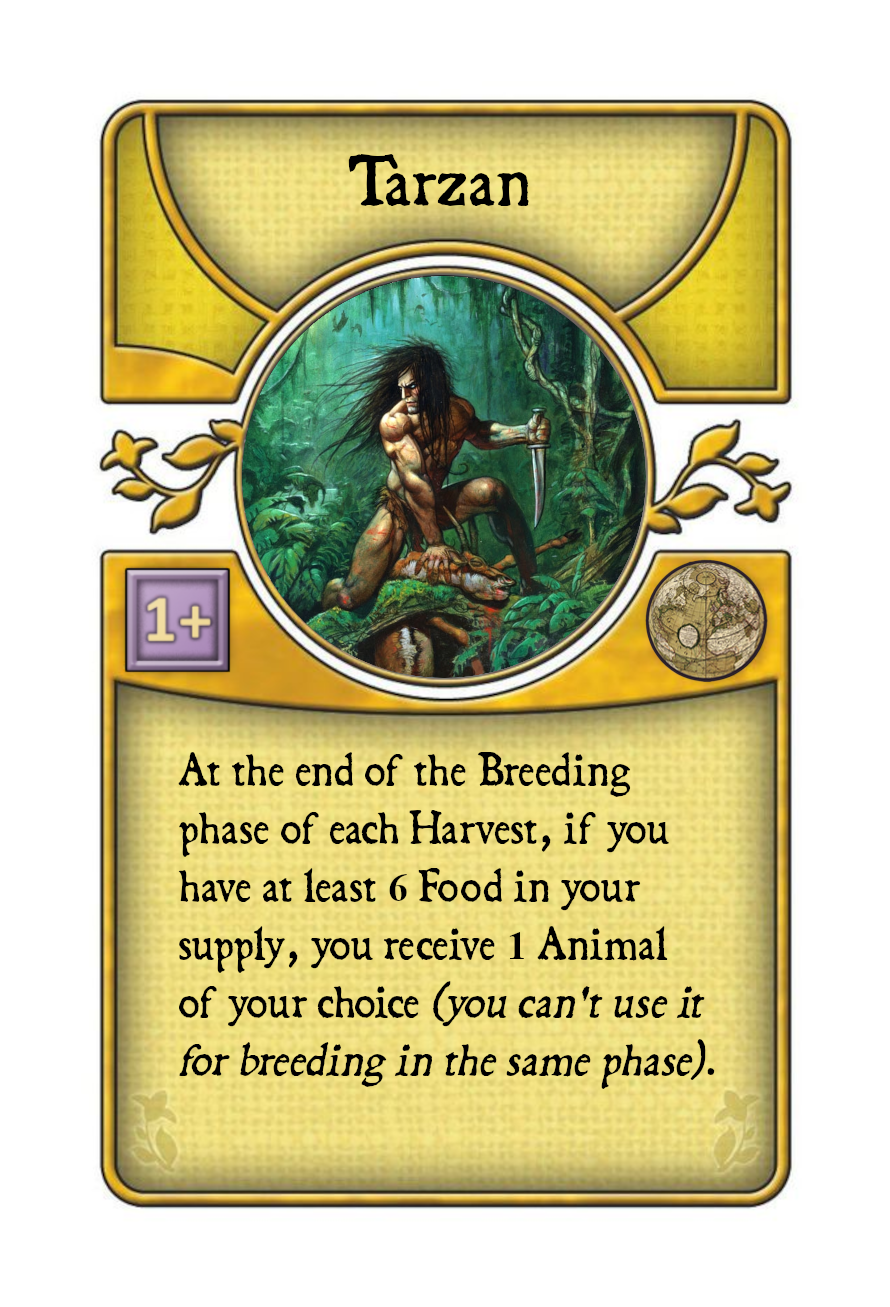 Tarzan
1+
At the end of the Breeding
phase of each Harvest, if you
have at least 6 Food in your
supply, you receive 1 Animal
of your choice (you can't use it
for breeding in the same phase).